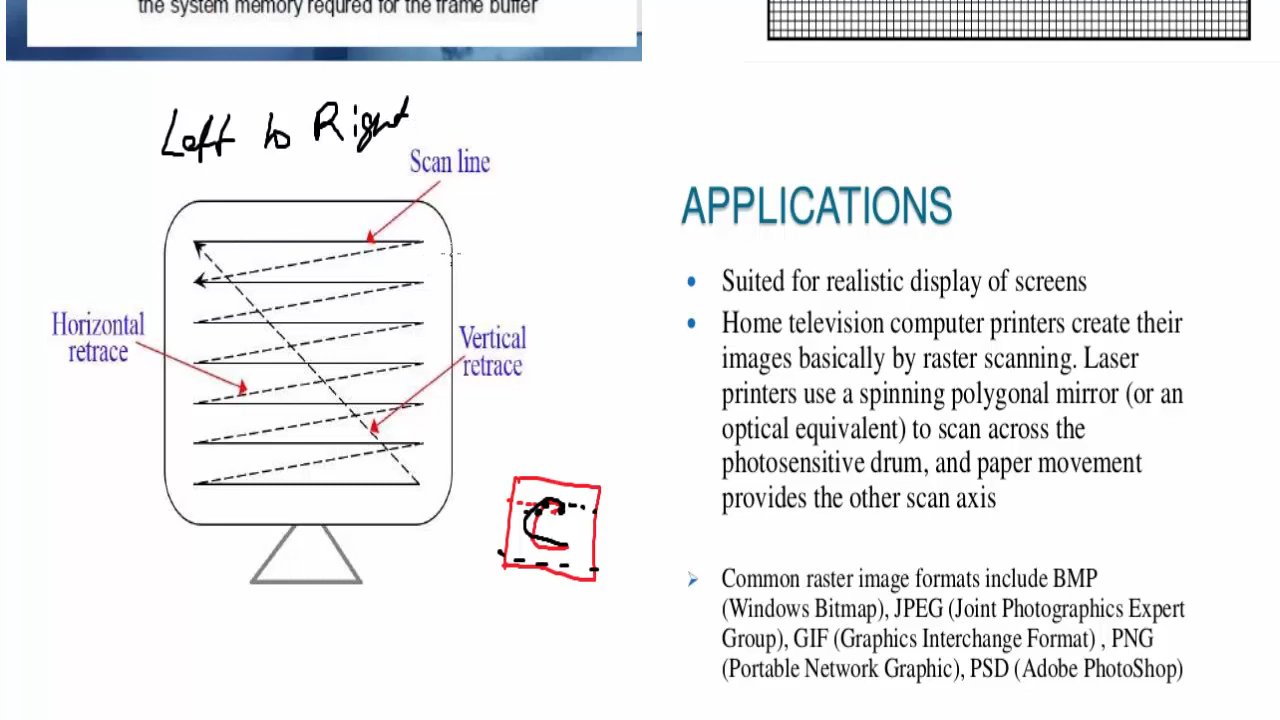 the system memory requred for the frame buffer
Left to Right
Scan line
Horizontal
retrace
Vertical
retrace
C
APPLICATIONS
• Suited for realistic display of screens
• Home television computer printers create their
images basically by raster scanning. Laser
printers use a spinning polygonal mirror (or an
optical equivalent) to scan across the
photosensitive drum, and paper movement
provides the other scan axis
Common raster image formats include BMP
(Windows Bitmap), JPEG (Joint Photographics Expert
Group), GIF (Graphics Interchange Format) , PNG
(Portable Network Graphic), PSD (Adobe PhotoShop)